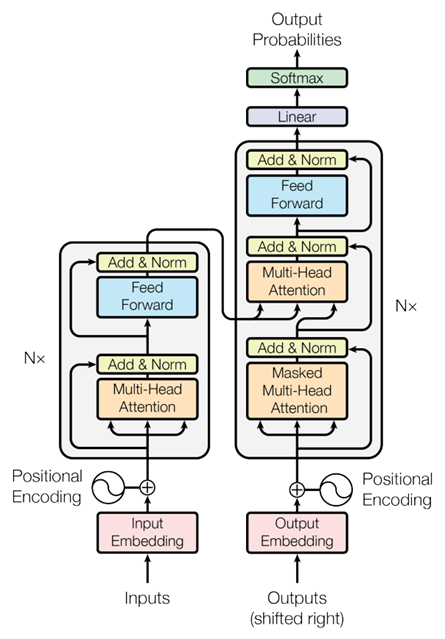 Output
Probabilities
Softmax
Linear
Add & Norm
Feed
Forward
Add & Norm
Multi-Head
Attention
Add & Norm
Masked
Multi-Head
Attention
N×
Add & Norm
Feed
Forward
Add & Norm
Multi-Head
Attention
N×
Positional
Encoding
Positional
Encoding
Input
Embedding
Output
Embedding
Inputs
Outputs
(shifted right)